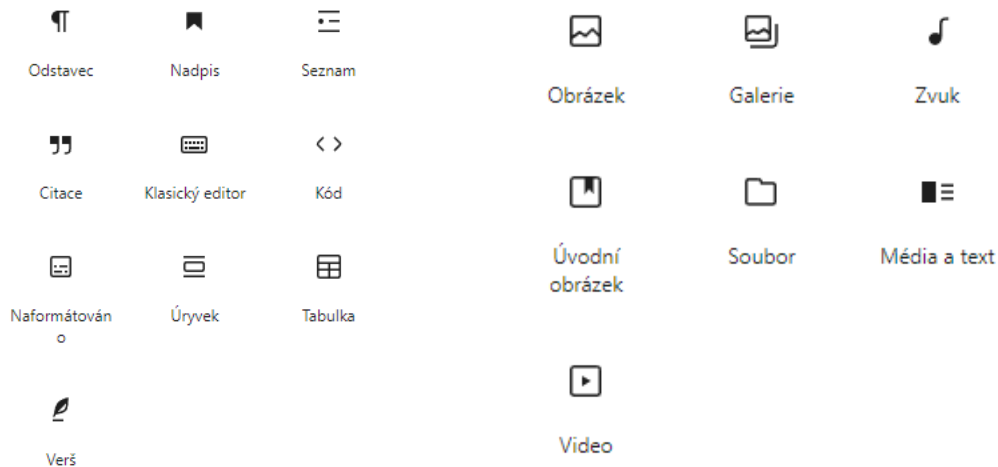 Odstavec
Nadpis
Seznam
Citace
Klasický editor
Kód
Naformátován
o
Úryvek
Tabulka
Verš
Obrázek
Galerie
Zvuk
Úvodní
obrázek
Soubor
Média a text
Video